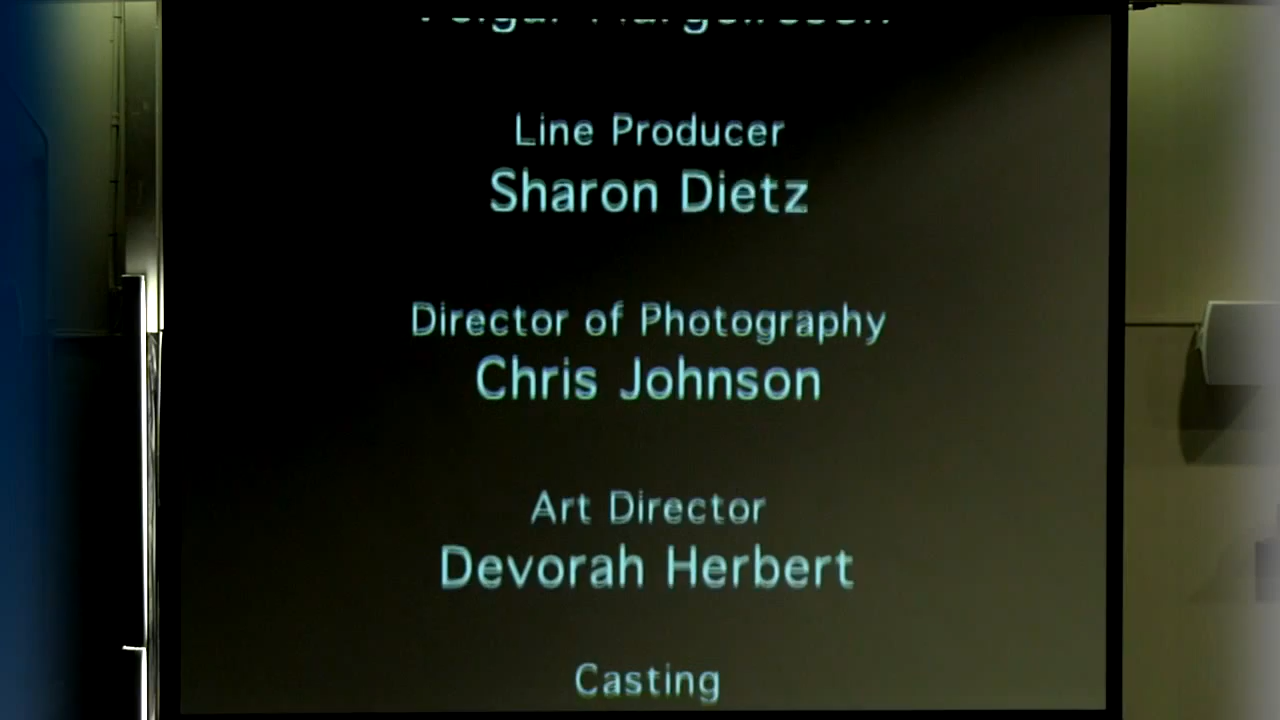 Line Producer
Sharon Dietz
Director of Photography
Chris Johnson
Art Director
Devorah Herbert
Casting